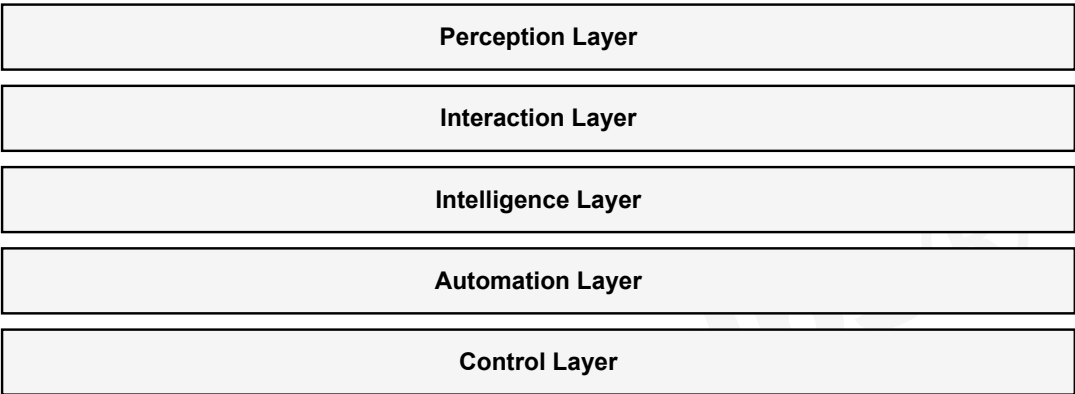 Perception Layer
Interaction Layer
Intelligence Layer
Automation Layer
Control Layer